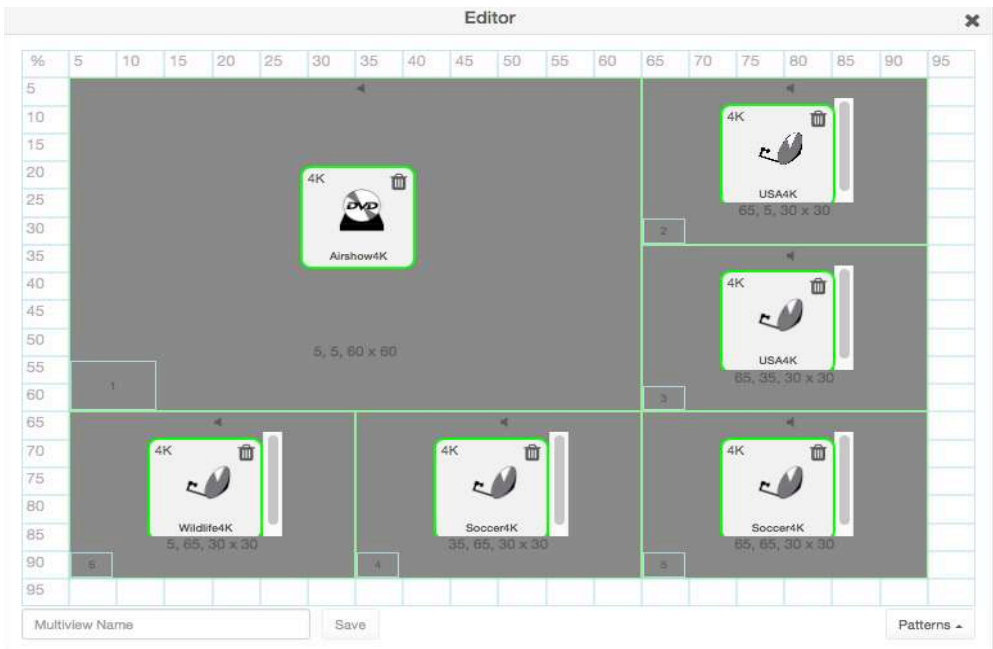 Editor
% 5 10 15 20 25 30 35 40 45 50 55 60 65 70 75 80 85 90 95
5
10
15
20
25
30
35
40
45
50
55
60
65
70
75
80
85
90
95
4K
Airshow4K
5, 5, 60 x 60
1
4K
USA4K
65, 5, 30 x 30
2
4K
USA4K
65, 35, 30 x 30
3
4K
Wildlife4K
5, 65, 30 x 30
6
4K
Soccer4K
35, 65, 30 x 30
4
4K
Soccer4K
65, 65, 30 x 30
5
DVD
Multiview Name
Save
Patterns